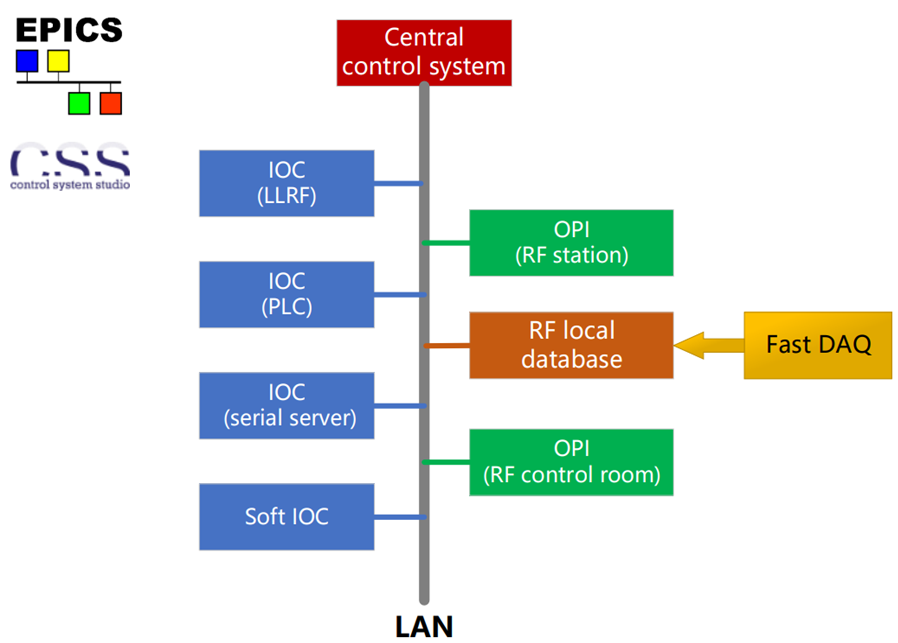 EPICS
CSS
control system studio
Central
control system
IOC
(LLRF)
OPI
(RF station)
IOC
(PLC)
RF local
database
Fast DAQ
IOC
(serial server)
OPI
(RF control room)
Soft IOC
LAN